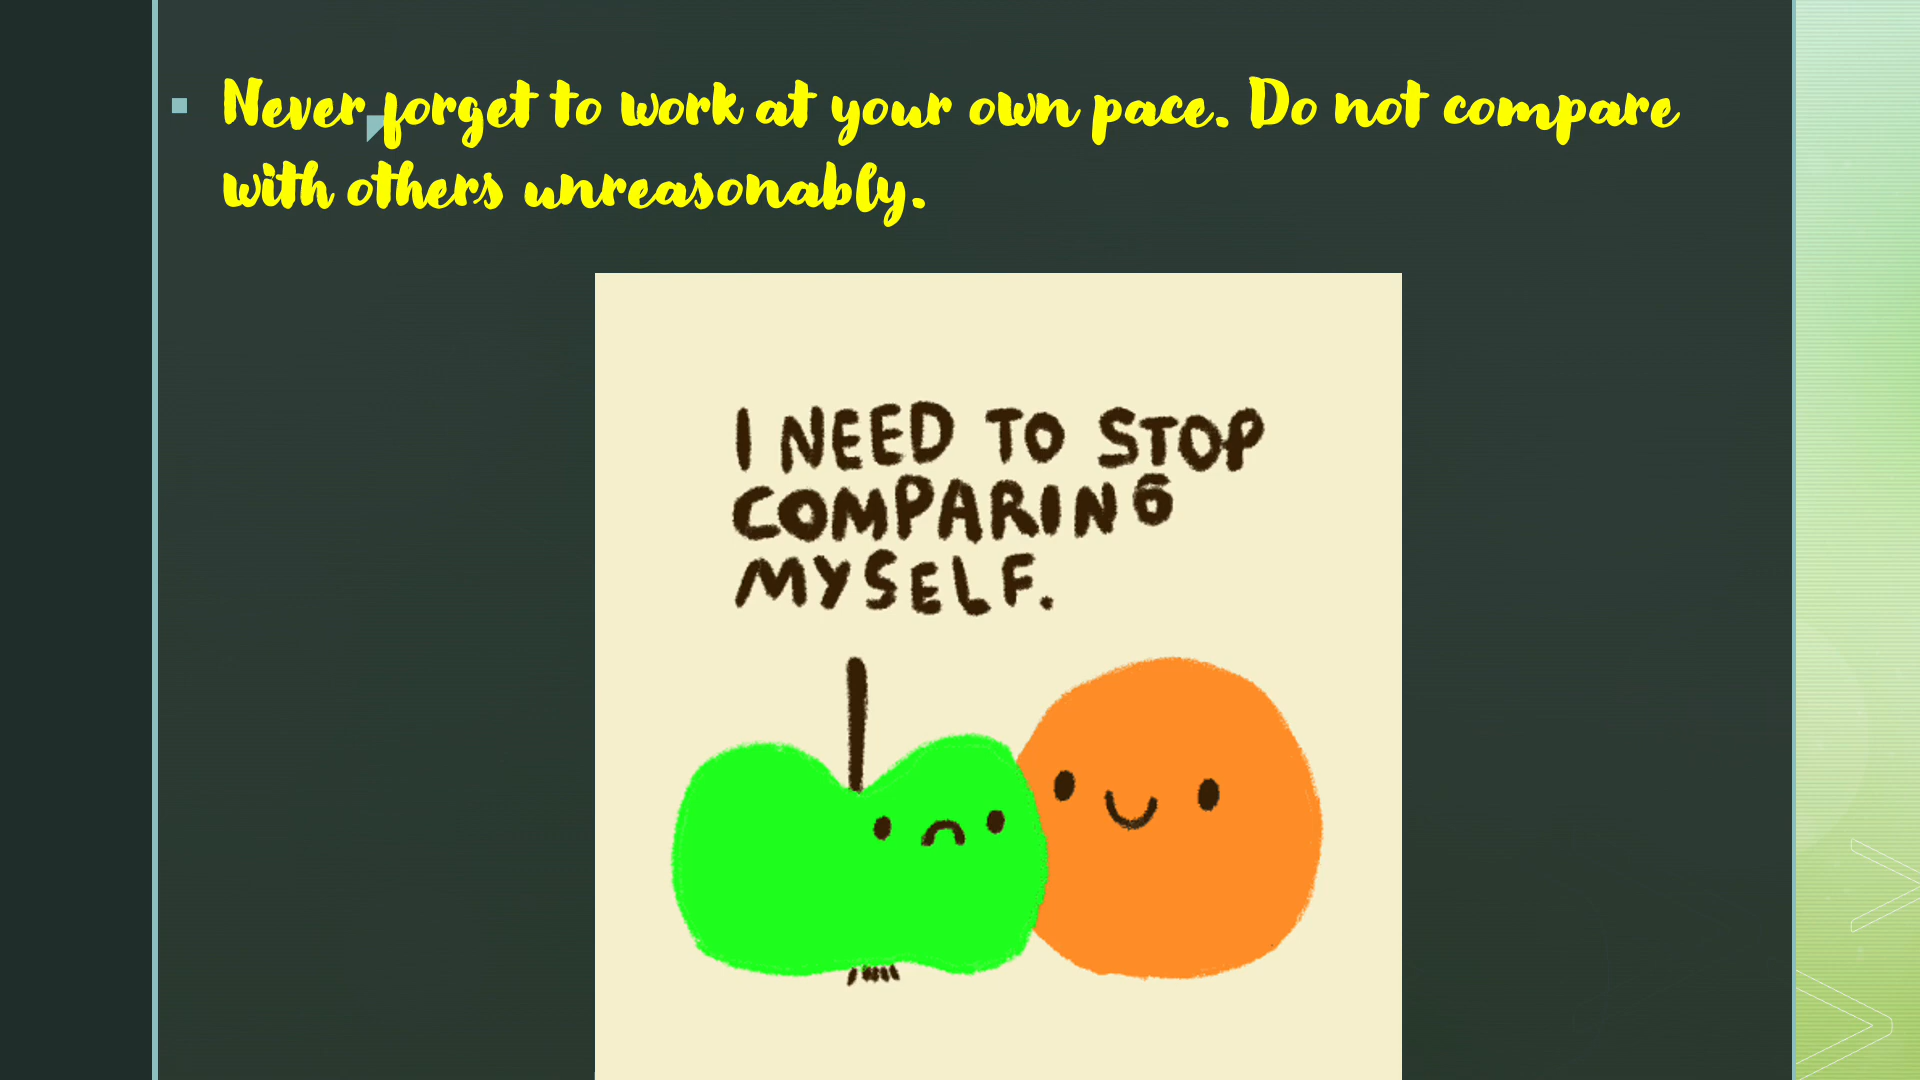 Never forget to work at your own pace. Do not compare
with others unreasonably.
I NEED TO STOP
COMPARING
MYSELF.